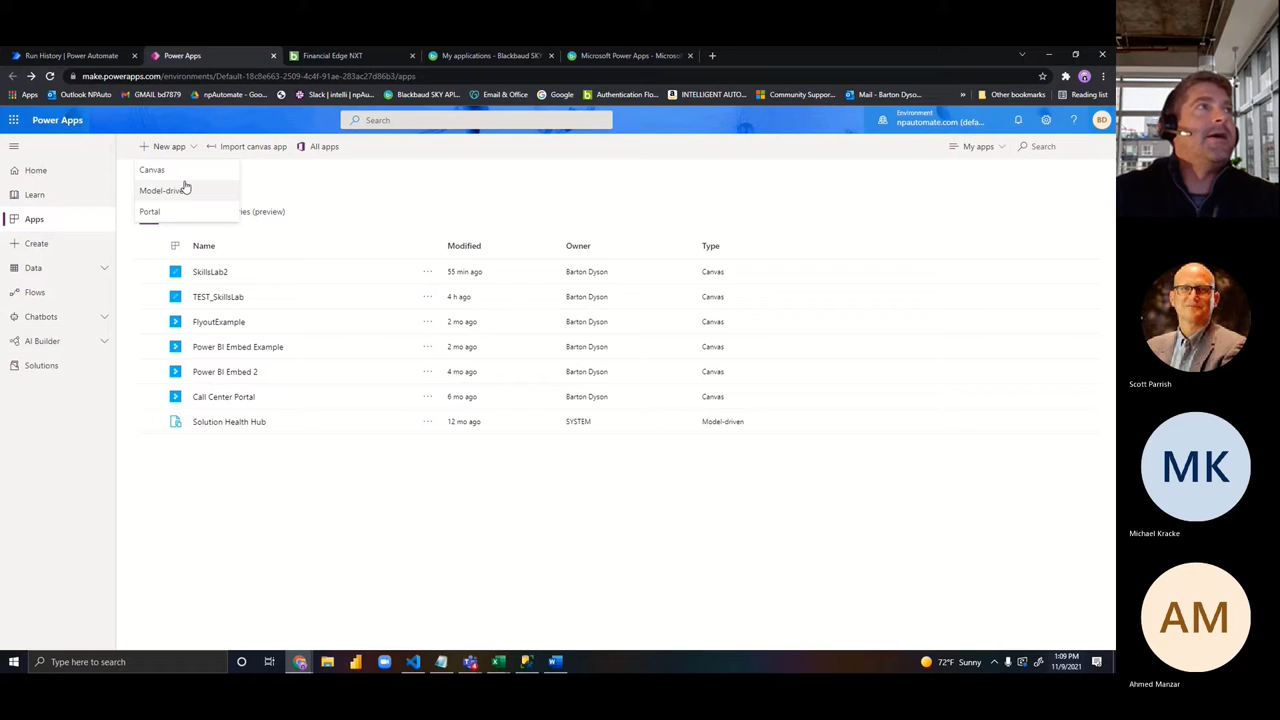 Run History | Power Automate
Power Apps
Financial Edge NXT
My applications - Blackbaud SKY
Microsoft Power Apps - Microso
make.powerapps.com/environments/Default-18c8e663-2509-4c4f-91ae-283ac27d86b3/apps
Apps
Outlook NPAuto
GMAIL bd7879
npAutomate - Goo...
Slack | intelli | npAu...
Blackbaud SKY API...
Email & Office
Google
Authentication Flo...
INTELLIGENT AUTO...
Community Suppor...
Mail - Barton Dyso...
Other bookmarks
Reading list
Power Apps
Search
Environment
npautomate.com (defa...
BD
New app
Import canvas app
All apps
My apps
Search
Canvas
Model-drive
Portal
ies (preview)
Home
Learn
Apps
Create
Data
Flows
Chatbots
AI Builder
Solutions
Name Modified Owner Type
SkillsLab2 ··· 55 min ago Barton Dyson Canvas
TEST_SkillsLab ··· 4 h ago Barton Dyson Canvas
FlyoutExample ··· 2 mo ago Barton Dyson Canvas
Power BI Embed Example ··· 2 mo ago Barton Dyson Canvas
Power BI Embed 2 ··· 4 mo ago Barton Dyson Canvas
Call Center Portal ··· 6 mo ago Barton Dyson Canvas
Solution Health Hub ··· 12 mo ago SYSTEM Model-driven
Type here to search
72°F Sunny
1:09 PM
11/9/2021
Scott Parrish
MK
Michael Kracke
AM
Ahmed Manzar